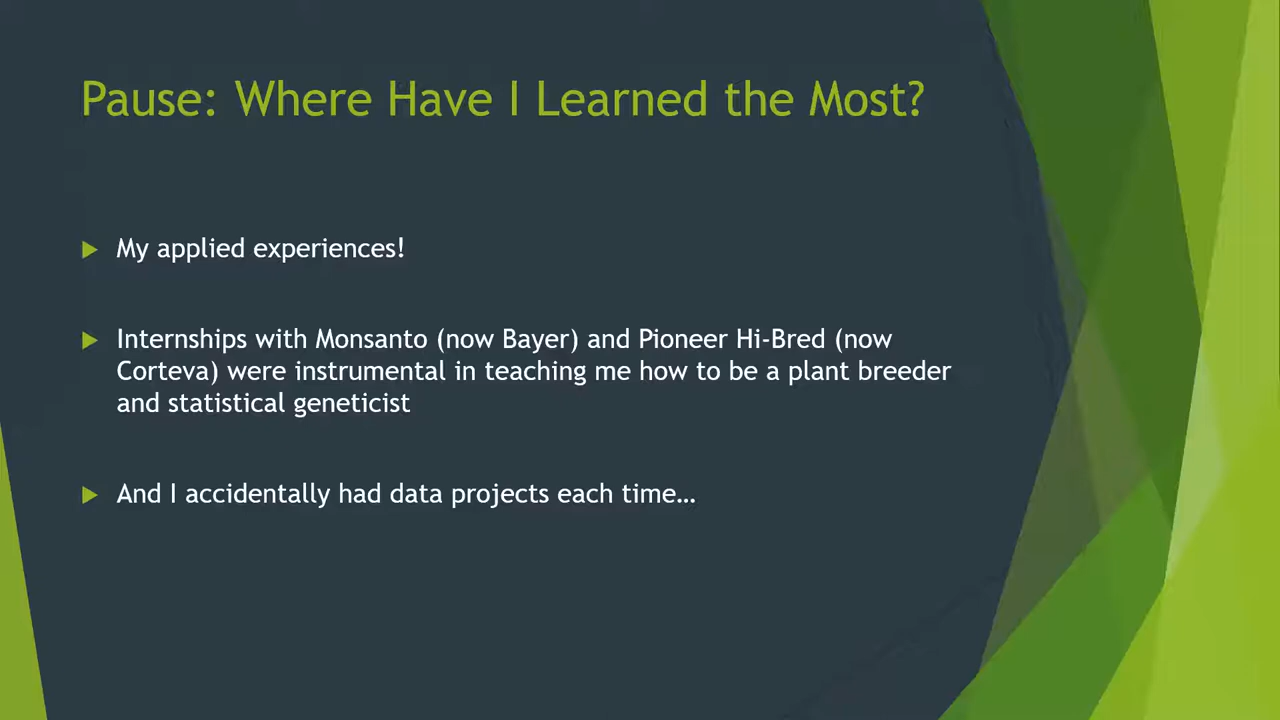 Pause: Where Have I Learned the Most?
My applied experiences!
Internships with Monsanto (now Bayer) and Pioneer Hi-Bred (now
Corteva) were instrumental in teaching me how to be a plant breeder
and statistical geneticist
And I accidentally had data projects each time…